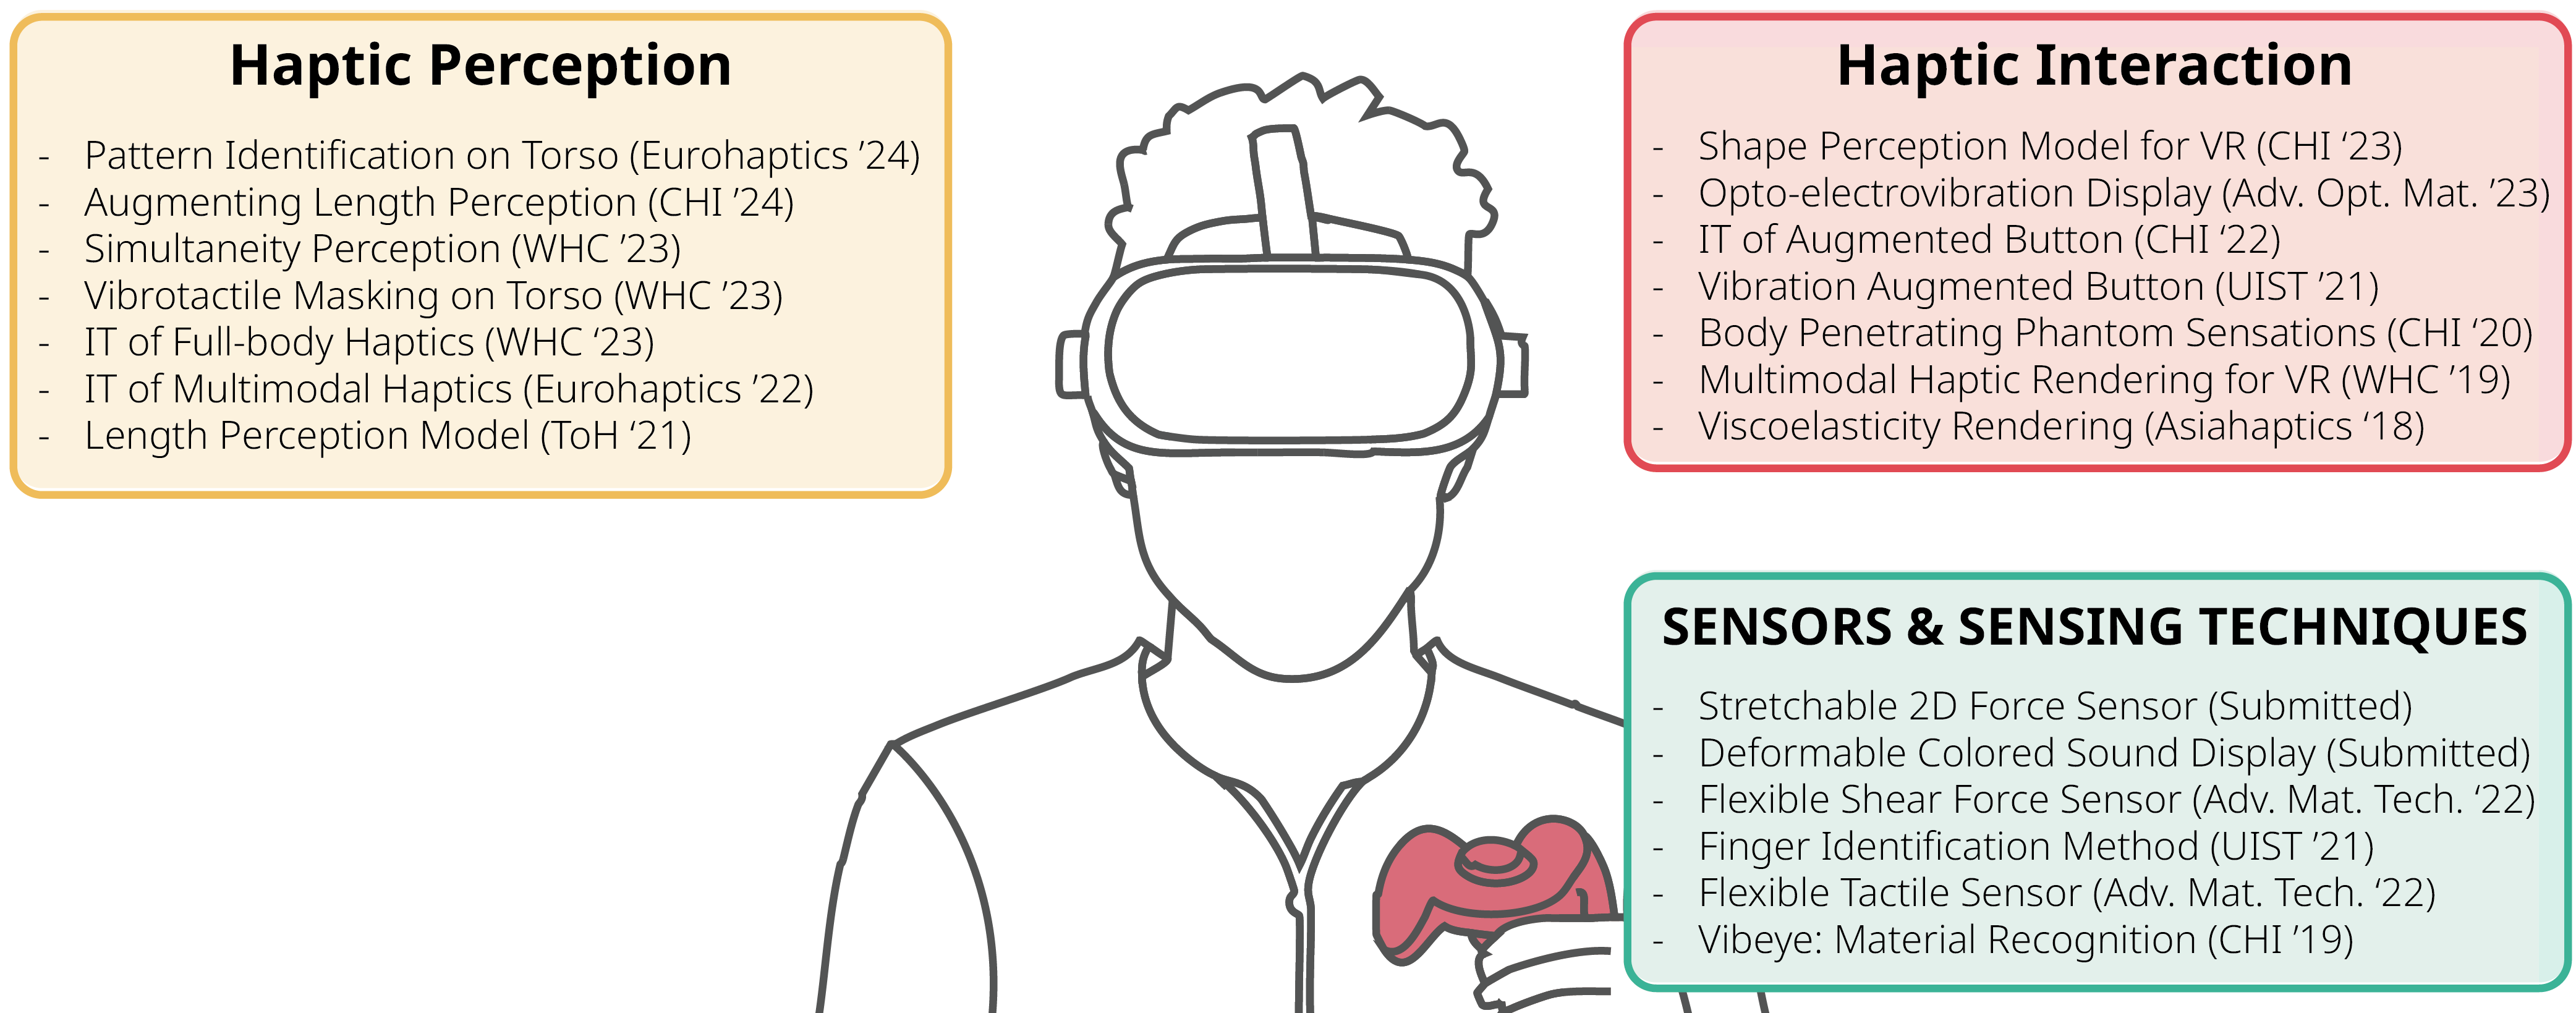 Haptic Perception
- Pattern Identification on Torso (Eurohaptics ’24)
- Augmenting Length Perception (CHI ’24)
- Simultaneity Perception (WHC ’23)
- Vibrotactile Masking on Torso (WHC ’23)
- IT of Full-body Haptics (WHC ‘23)
- IT of Multimodal Haptics (Eurohaptics ’22)
- Length Perception Model (ToH ‘21)
Haptic Interaction
- Shape Perception Model for VR (CHI ‘23)
- Opto-electrovibration Display (Adv. Opt. Mat. ’23)
- IT of Augmented Button (CHI ‘22)
- Vibration Augmented Button (UIST ’21)
- Body Penetrating Phantom Sensations (CHI ‘20)
- Multimodal Haptic Rendering for VR (WHC ’19)
- Viscoelasticity Rendering (Asiahaptics ‘18)
SENSORS & SENSING TECHNIQUES
- Stretchable 2D Force Sensor (Submitted)
- Deformable Colored Sound Display (Submitted)
- Flexible Shear Force Sensor (Adv. Mat. Tech. ‘22)
- Finger Identification Method (UIST ’21)
- Flexible Tactile Sensor (Adv. Mat. Tech. ‘22)
- Vibeye: Material Recognition (CHI ’19)